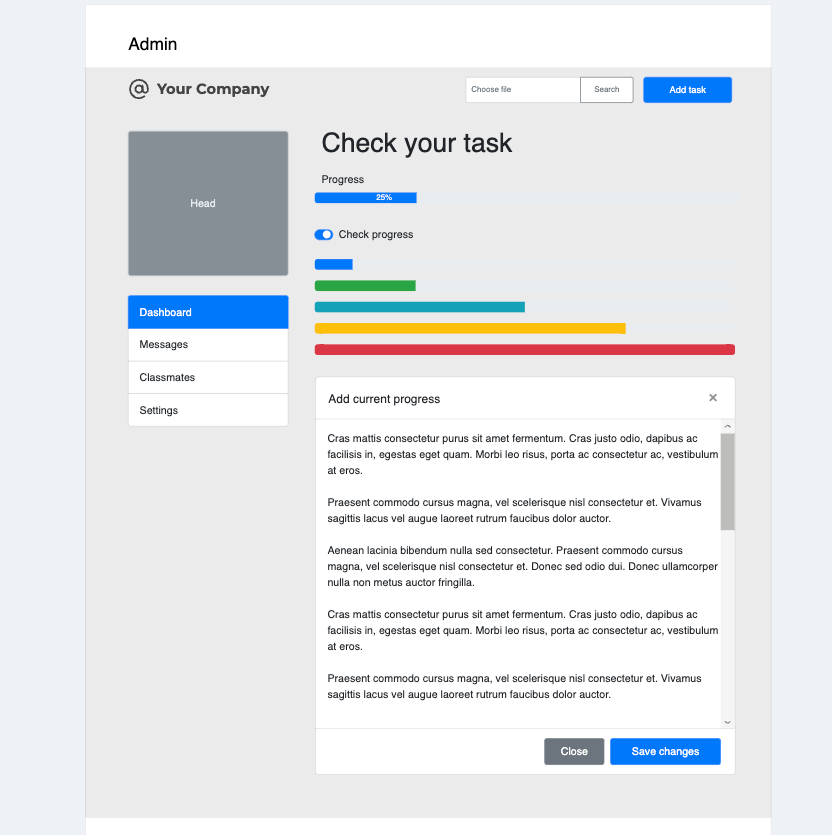 Admin
@ Your Company
Choose file
Search
Add task
Head
Dashboard
Messages
Classmates
Settings
Check your task
Progress
25%
Check progress
Add current progress
×
Cras mattis consectetur purus sit amet fermentum. Cras justo odio, dapibus ac
facilisis in, egestas eget quam. Morbi leo risus, porta ac consectetur ac, vestibulum
at eros.
Praesent commodo cursus magna, vel scelerisque nisl consectetur et. Vivamus
sagittis lacus vel augue laoreet rutrum faucibus dolor auctor.
Aenean lacinia bibendum nulla sed consectetur. Praesent commodo cursus
magna, vel scelerisque nisl consectetur et. Donec sed odio dui. Donec ullamcorper
nulla non metus auctor fringilla.
Cras mattis consectetur purus sit amet fermentum. Cras justo odio, dapibus ac
facilisis in, egestas eget quam. Morbi leo risus, porta ac consectetur ac, vestibulum
at eros.
Praesent commodo cursus magna, vel scelerisque nisl consectetur et. Vivamus
sagittis lacus vel augue laoreet rutrum faucibus dolor auctor.
Close
Save changes